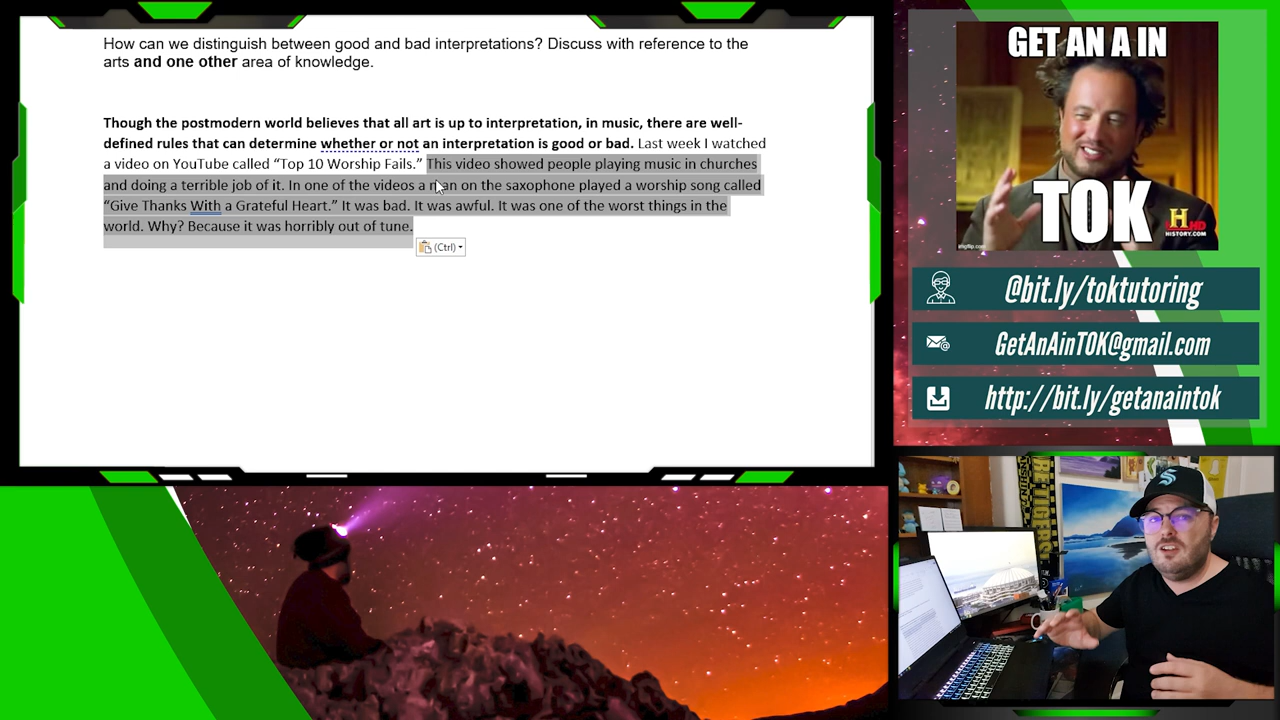 How can we distinguish between good and bad interpretations? Discuss with reference to the
arts and one other area of knowledge.
Though the postmodern world believes that all art is up to interpretation, in music, there are well-
defined rules that can determine whether or not an interpretation is good or bad. Last week I watched
a video on YouTube called “Top 10 Worship Fails.” This video showed people playing music in churches
and doing a terrible job of it. In one of the videos a man on the saxophone played a worship song called
“Give Thanks With a Grateful Heart.” It was bad. It was awful. It was one of the worst things in the
world. Why? Because it was horribly out of tune.
(Ctrl)
GET AN A IN
TOK
H
HD
HISTORY.COM
imgflip.com
@bit.ly/toktutoring
GetAnAinTOK@gmail.com
http://bit.ly/getanaintok